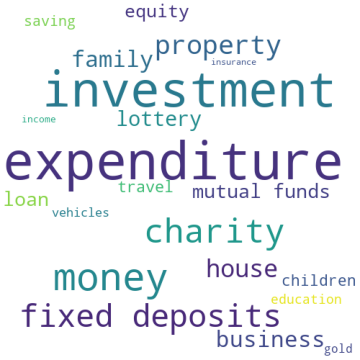 equity
saving
property
family
insurance
investment
income
lottery
expenditure
travel
mutual funds
loan
vehicles
charity
money
house
children
education
fixed deposits
business
gold